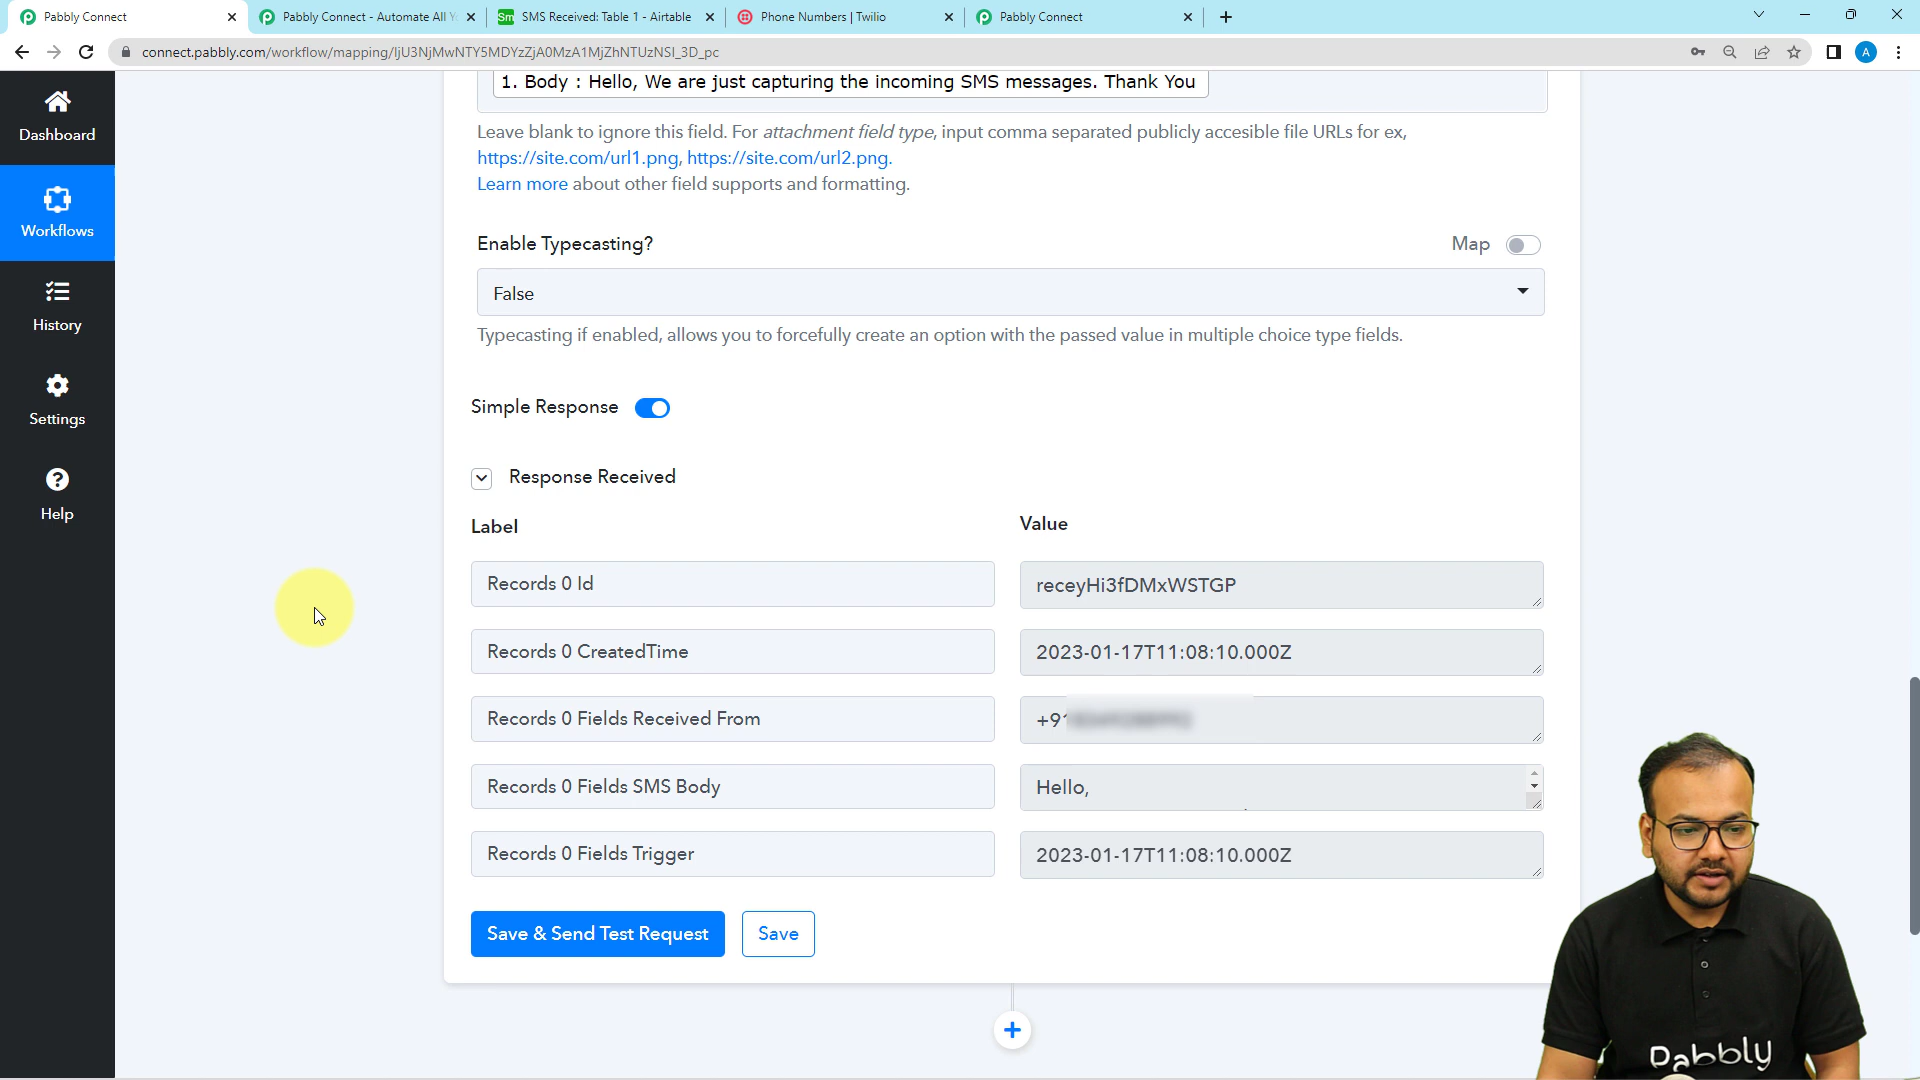 Pabbly Connect
Pabbly Connect - Automate All Y
SMS Received: Table 1 - Airtable
Phone Numbers | Twilio
Pabbly Connect
connect.pabbly.com/workflow/mapping/IjU3NjMwNTY5MDYzZjA0MzA1MjZhNTUzNSI_3D_pc
A
Dashboard
Workflows
History
Settings
Help
1. Body : Hello, We are just capturing the incoming SMS messages. Thank You
Leave blank to ignore this field. For attachment field type, input comma separated publicly accesible file URLs for ex,
https://site.com/url1.png, https://site.com/url2.png.
Learn more about other field supports and formatting.
Enable Typecasting?
Map
False
Typecasting if enabled, allows you to forcefully create an option with the passed value in multiple choice type fields.
Simple Response
Response Received
Label
Value
Records 0 Id
receyHi3fDMxWSTGP
Records 0 CreatedTime
2023-01-17T11:08:10.000Z
Records 0 Fields Received From
+91
Records 0 Fields SMS Body
Hello,
Records 0 Fields Trigger
2023-01-17T11:08:10.000Z
Save & Send Test Request
Save
Pabbly